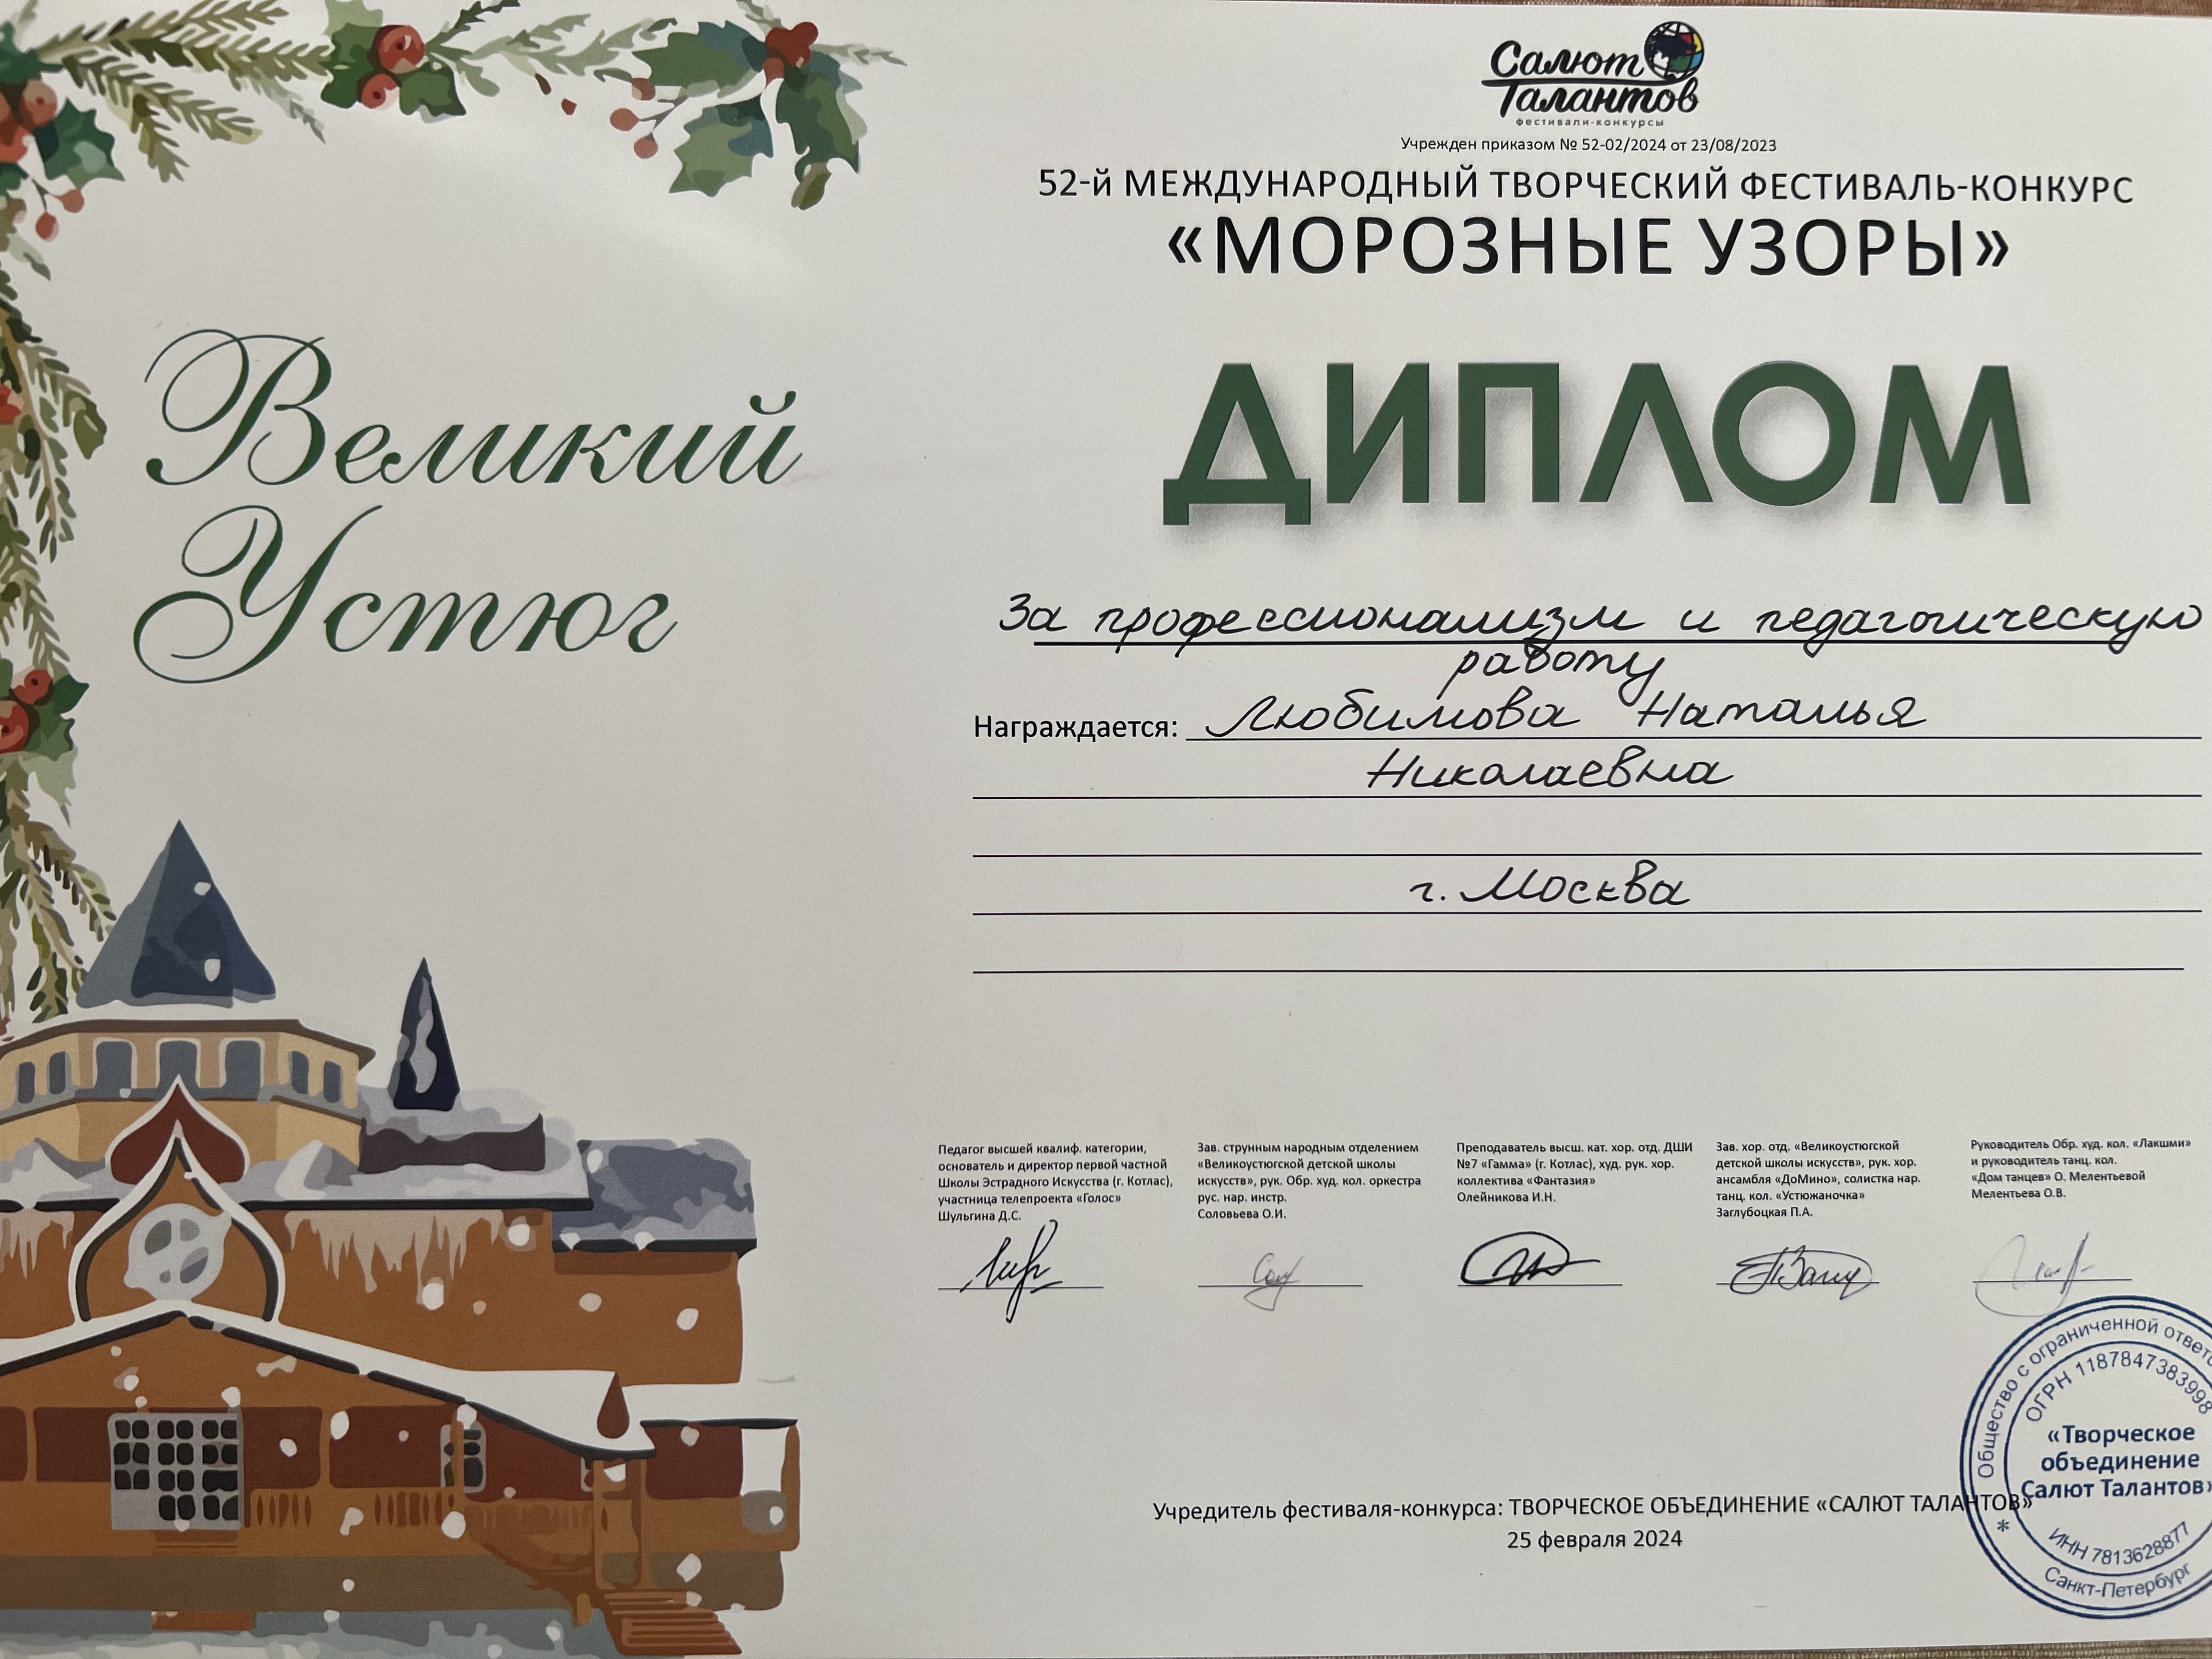 Великий
Устюг
Салют
Талантов
фестивали-конкурсы
Учрежден приказом № 52-02/2024 от 23/08/2023
52-й МЕЖДУНАРОДНЫЙ ТВОРЧЕСКИЙ ФЕСТИВАЛЬ-КОНКУРС
«МОРОЗНЫЕ УЗОРЫ»
ДИПЛОМ
За профессионализм и педагогическую
работу
Награждается: Любимова Наталья
Николаевна
г. Москва
Педагог высшей квалиф. категории,
основатель и директор первой частной
Школы Эстрадного Искусства (г. Котлас),
участница телепроекта «Голос»
Шульгина Д.С.
Зав. струнным народным отделением
«Великоустюгской детской школы
искусств», рук. Обр. худ. кол. оркестра
рус. нар. инстр.
Соловьева О.И.
Преподаватель высш. кат. хор. отд. ДШИ
№7 «Гамма» (г. Котлас), худ. рук. хор.
коллектива «Фантазия»
Олейникова И.Н.
Зав. хор. отд. «Великоустюгской
детской школы искусств», рук. хор.
ансамбля «ДоМино», солистка нар.
танц. кол. «Устюжаночка»
Заглубоцкая П.А.
Руководитель Обр. худ. кол. «Лакшми»
и руководитель танц. кол.
«Дом танцев» О. Мелентьевой
Мелентьева О.В.
Учредитель фестиваля-конкурса: ТВОРЧЕСКОЕ ОБЪЕДИНЕНИЕ «САЛЮТ ТАЛАНТОВ»
25 февраля 2024
Общество с ограниченной ответс
ОГРН 1187847383998
«Творческое
объединение
Салют Талантов»
ИНН 7813628877
Санкт-Петербург